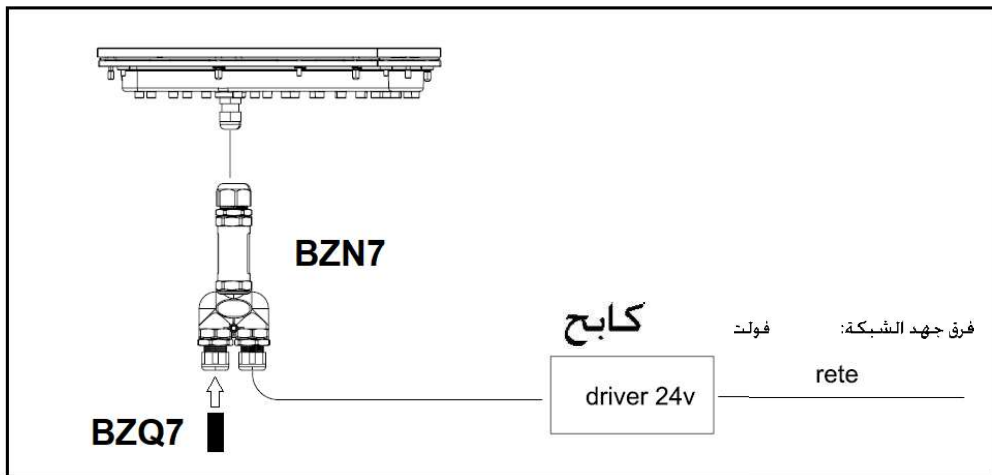 BZN7
كابح
فرق جهد الشبكة: فولت
driver 24v
rete
BZQ7